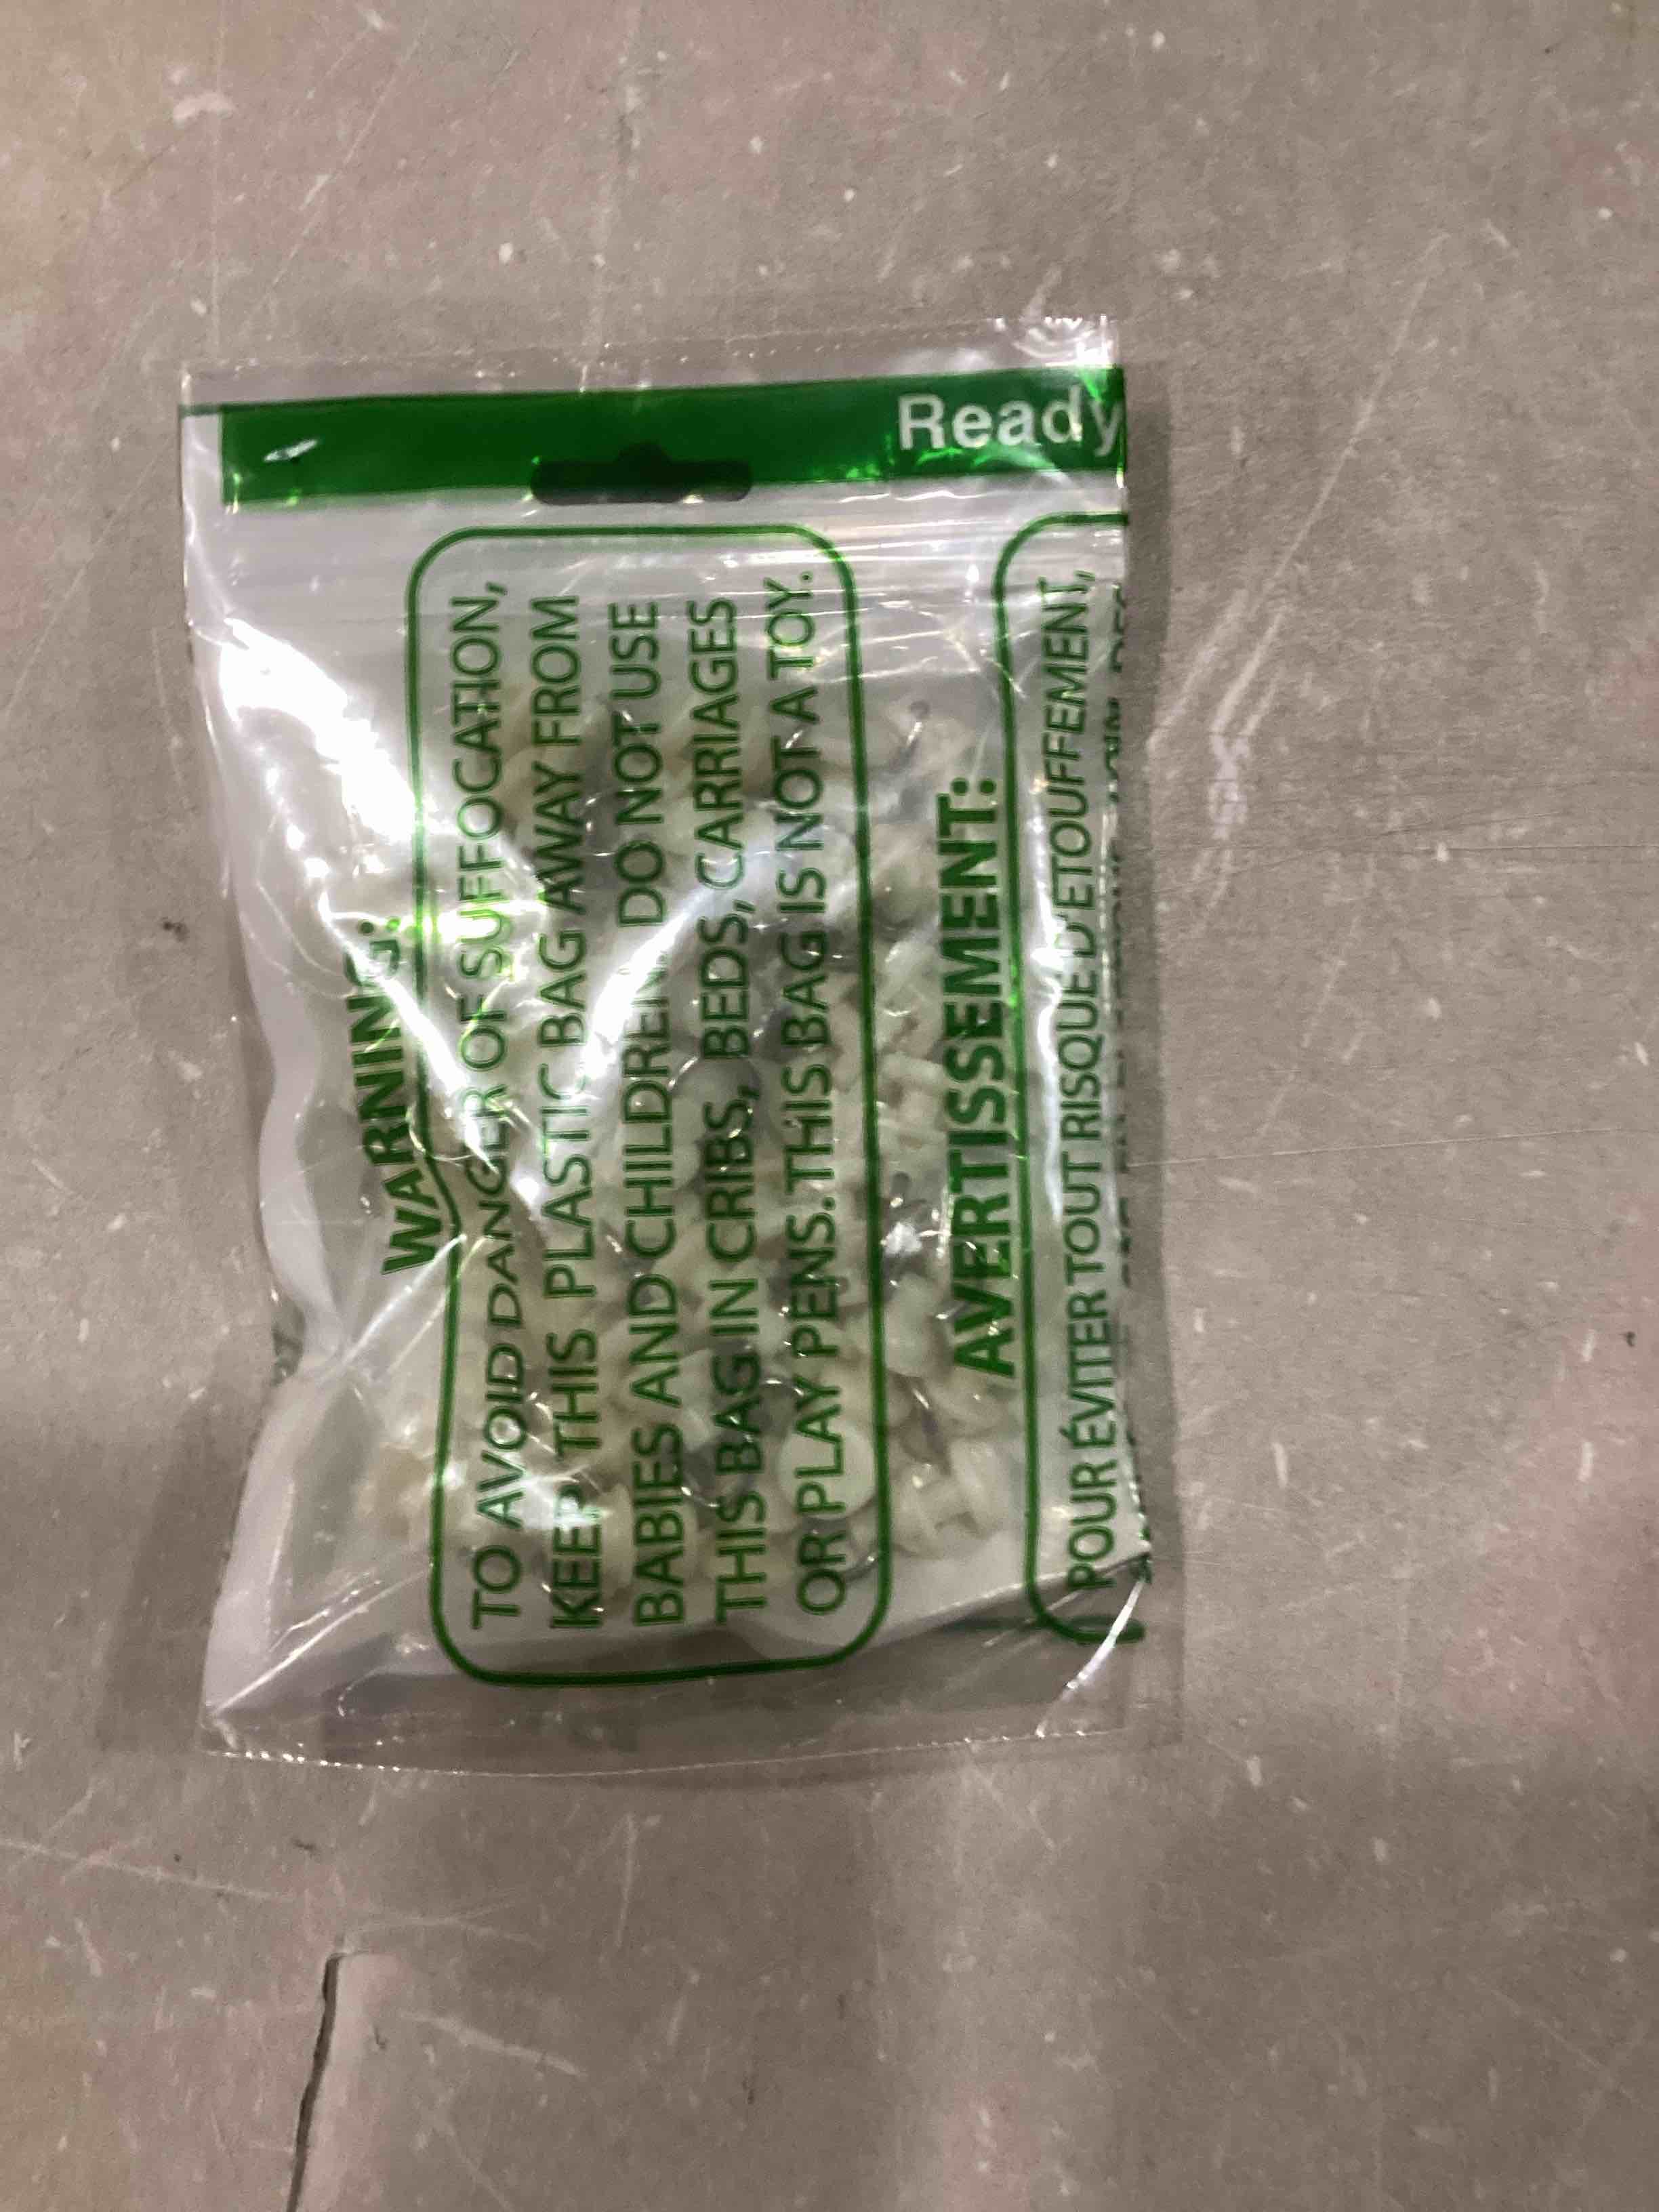 Ready
WARNING:
TO AVOID DANGER OF SUFFOCATION,
KEEP THIS PLASTIC BAG AWAY FROM
BABIES AND CHILDREN. DO NOT USE
THIS BAG IN CRIBS, BEDS, CARRIAGES
OR PLAY PENS. THIS BAG IS NOT A TOY.
AVERTISSEMENT:
POUR ÉVITER TOUT RISQUE D'ETOUFFEMENT,